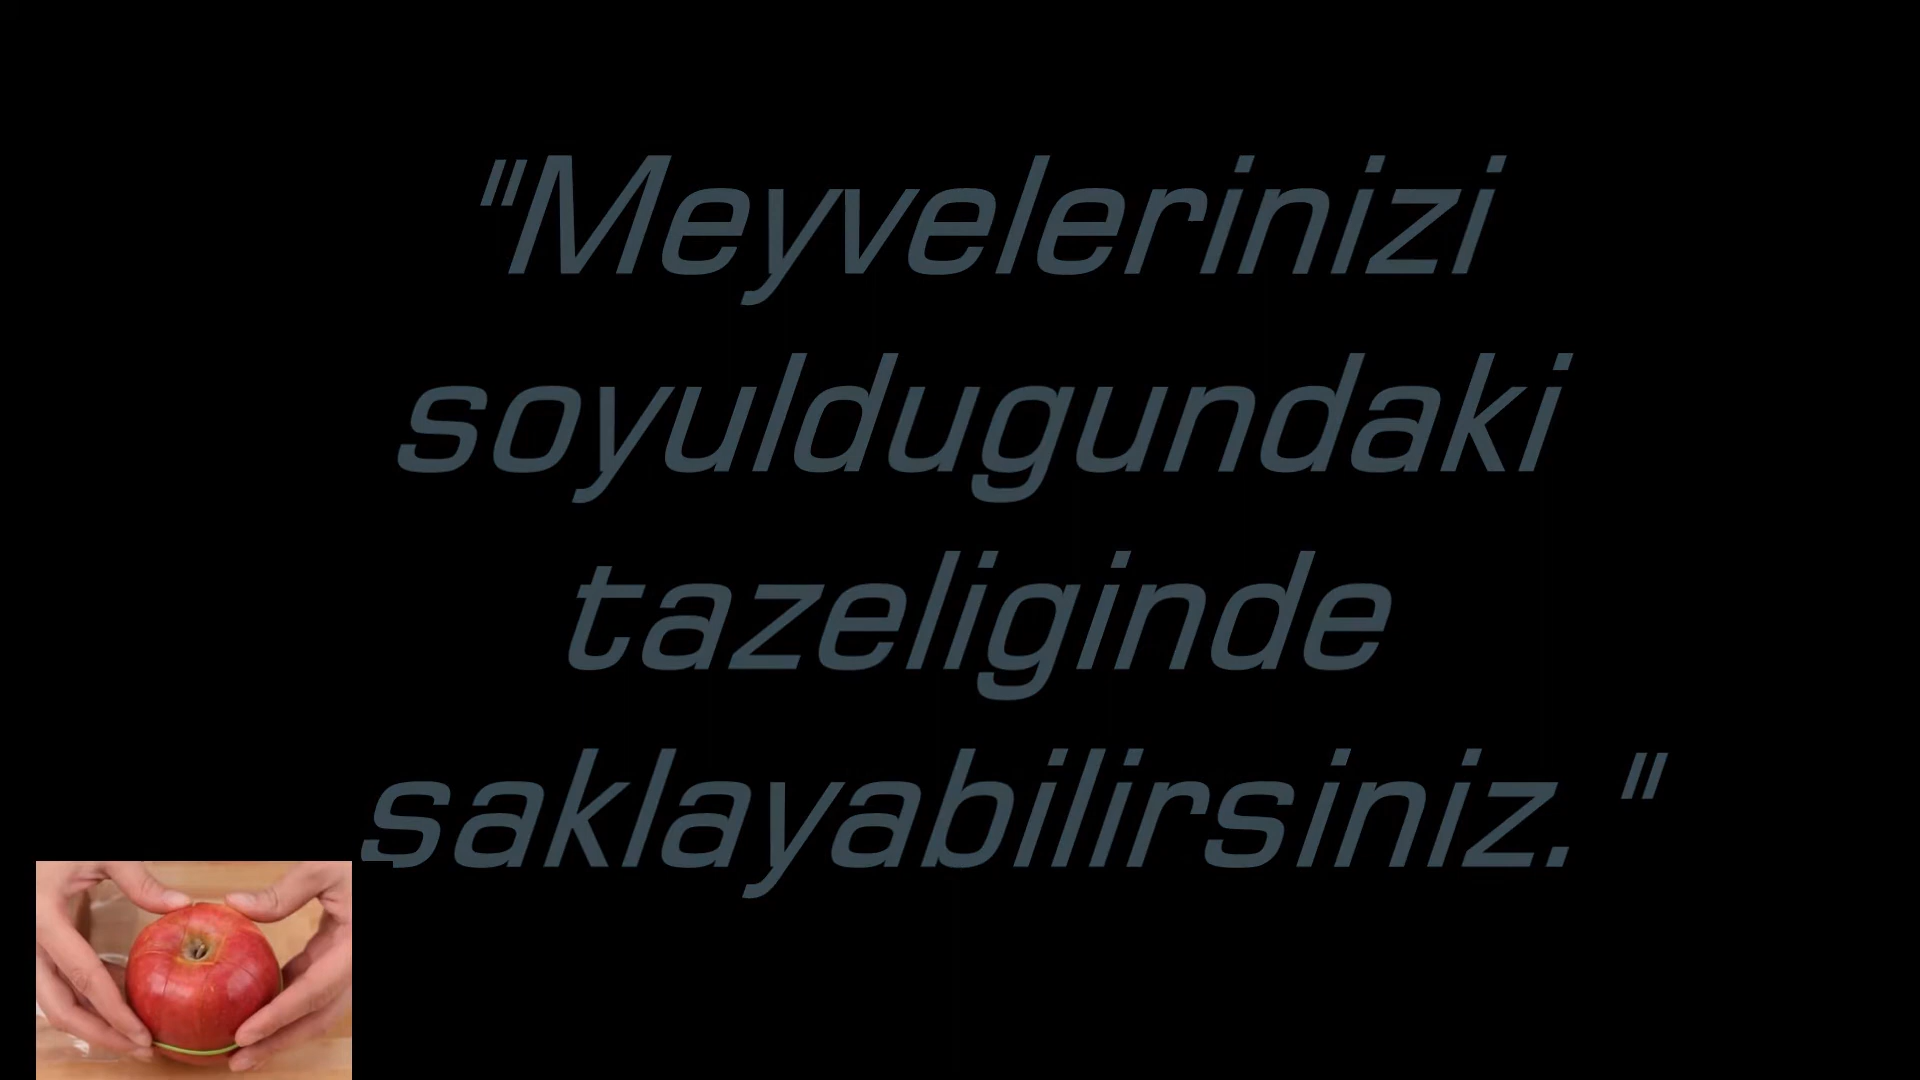 "Meyvelerinizi
soyuldugundaki
tazeliginde
saklayabilirsiniz. "